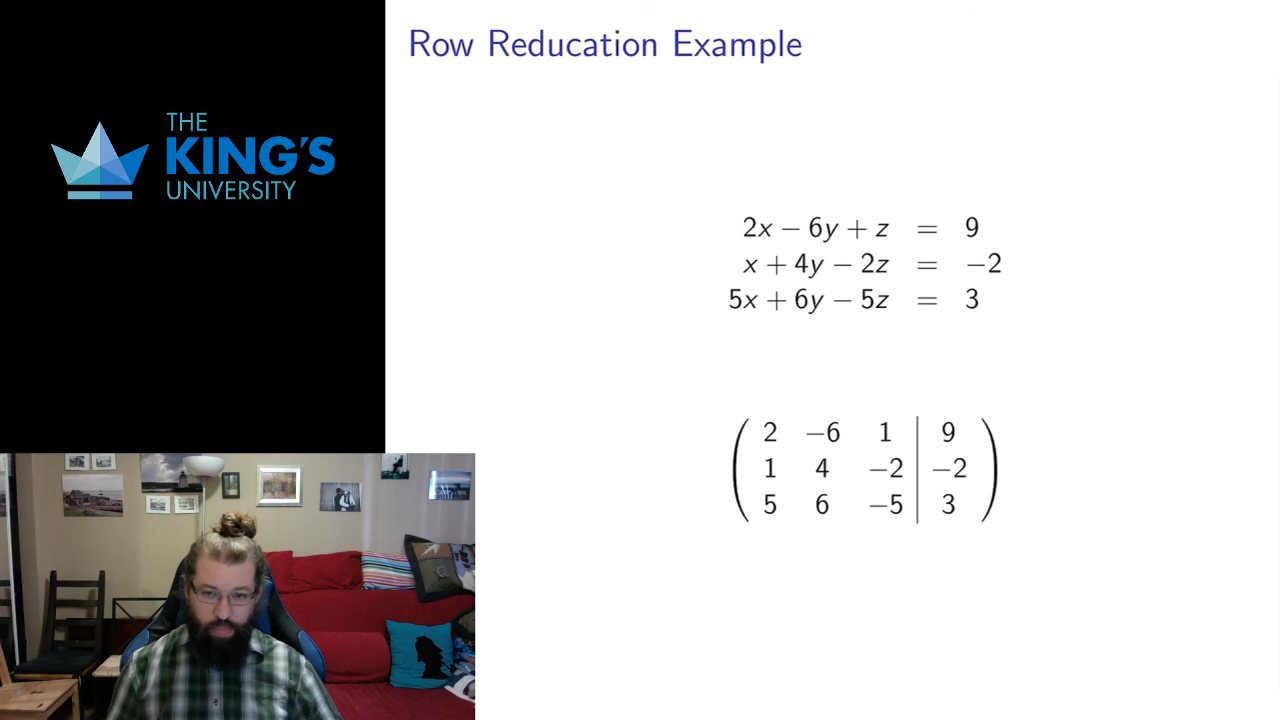 THE
KING'S
UNIVERSITY
Row Reducation Example
2x − 6y + z = 9
x + 4y − 2z = −2
5x + 6y − 5z = 3
2 −6 1 | 9
1 4 −2 | −2
5 6 −5 | 3